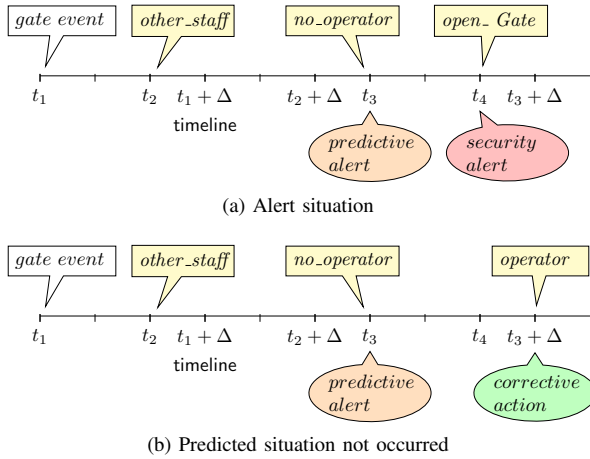 gate event other_staff no_operator open_ Gate
t1 t2 t1 + Δ t2 + Δ t3 t4 t3 + Δ
timeline
predictive alert
security alert
(a) Alert situation
gate event other_staff no_operator operator
t1 t2 t1 + Δ t2 + Δ t3 t4 t3 + Δ
timeline
predictive alert
corrective action
(b) Predicted situation not occurred